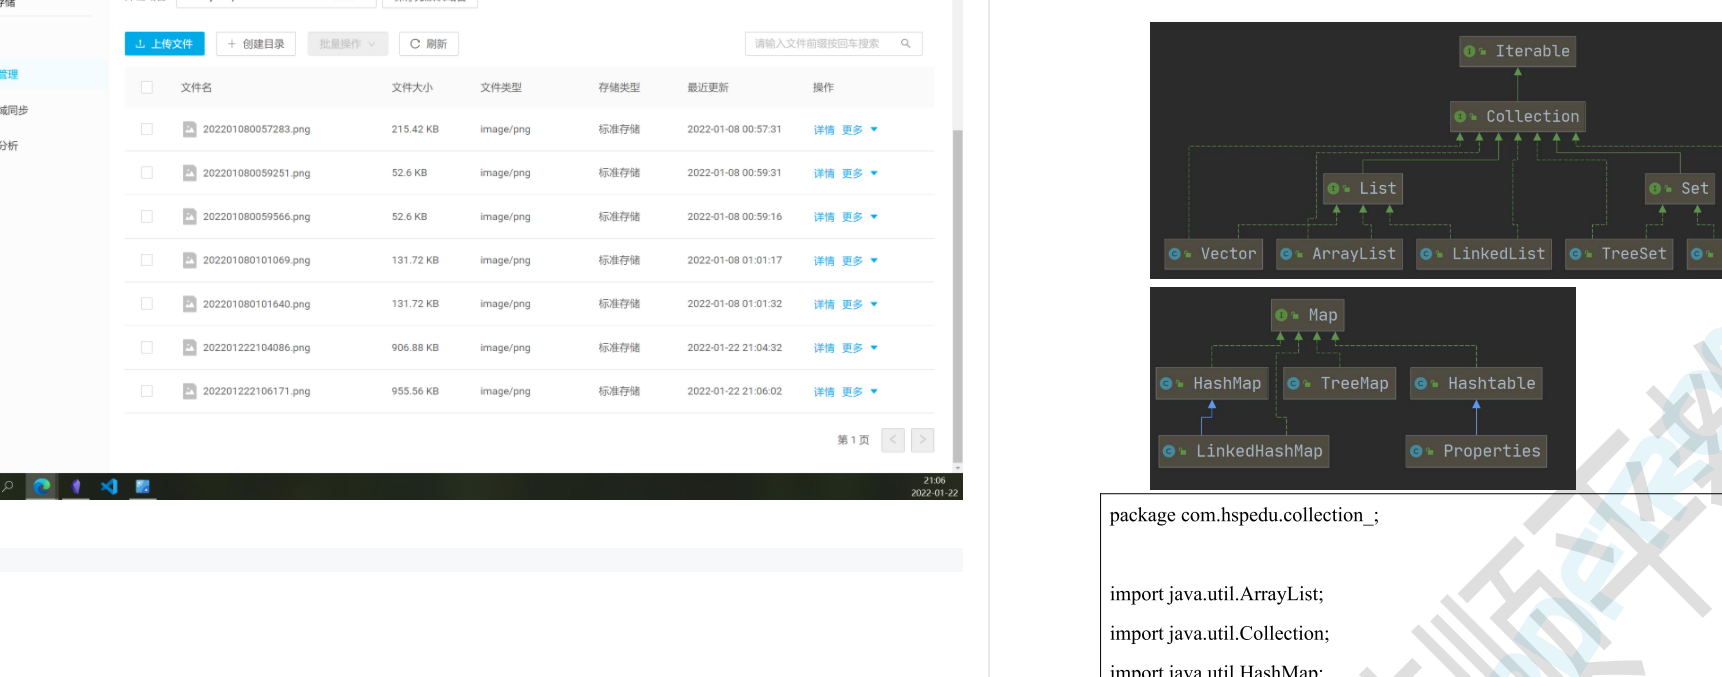 上传文件
创建目录
批量操作
刷新
请输入文件前缀按回车搜索
管理
域同步
分析
文件名 文件大小 文件类型 存储类型 最近更新 操作
202201080057283.png 215.42 KB image/png 标准存储 2022-01-08 00:57:31 详情 更多
202201080059251.png 52.6 KB image/png 标准存储 2022-01-08 00:59:31 详情 更多
202201080059566.png 52.6 KB image/png 标准存储 2022-01-08 00:59:16 详情 更多
202201080101069.png 131.72 KB image/png 标准存储 2022-01-08 01:01:17 详情 更多
202201080101640.png 131.72 KB image/png 标准存储 2022-01-08 01:01:32 详情 更多
202201222104086.png 906.88 KB image/png 标准存储 2022-01-22 21:04:32 详情 更多
202201222106171.png 955.56 KB image/png 标准存储 2022-01-22 21:06:02 详情 更多
第 1 页
21:06
2022-01-22
Iterable
Collection
List Set
Vector ArrayList LinkedList TreeSet
Map
HashMap TreeMap Hashtable
LinkedHashMap Properties
package com.hspedu.collection_;
import java.util.ArrayList;
import java.util.Collection;
import java.util.HashMap;